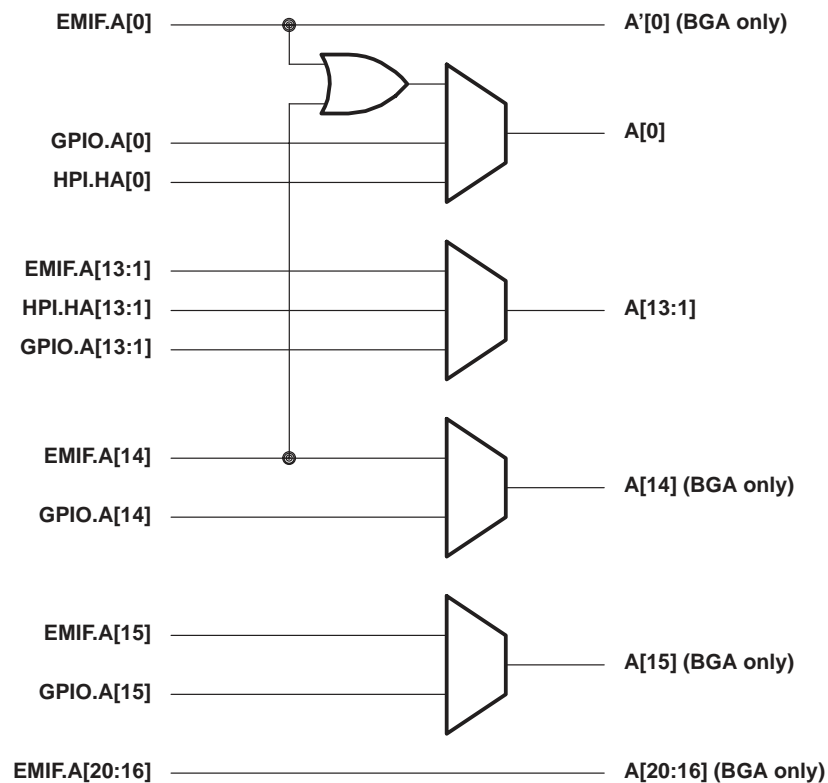 EMIF.A[0] A’[0] (BGA only)
GPIO.A[0] A[0]
HPI.HA[0]
EMIF.A[13:1]
HPI.HA[13:1] A[13:1]
GPIO.A[13:1]
EMIF.A[14]
A[14] (BGA only)
GPIO.A[14]
EMIF.A[15]
A[15] (BGA only)
GPIO.A[15]
EMIF.A[20:16] A[20:16] (BGA only)